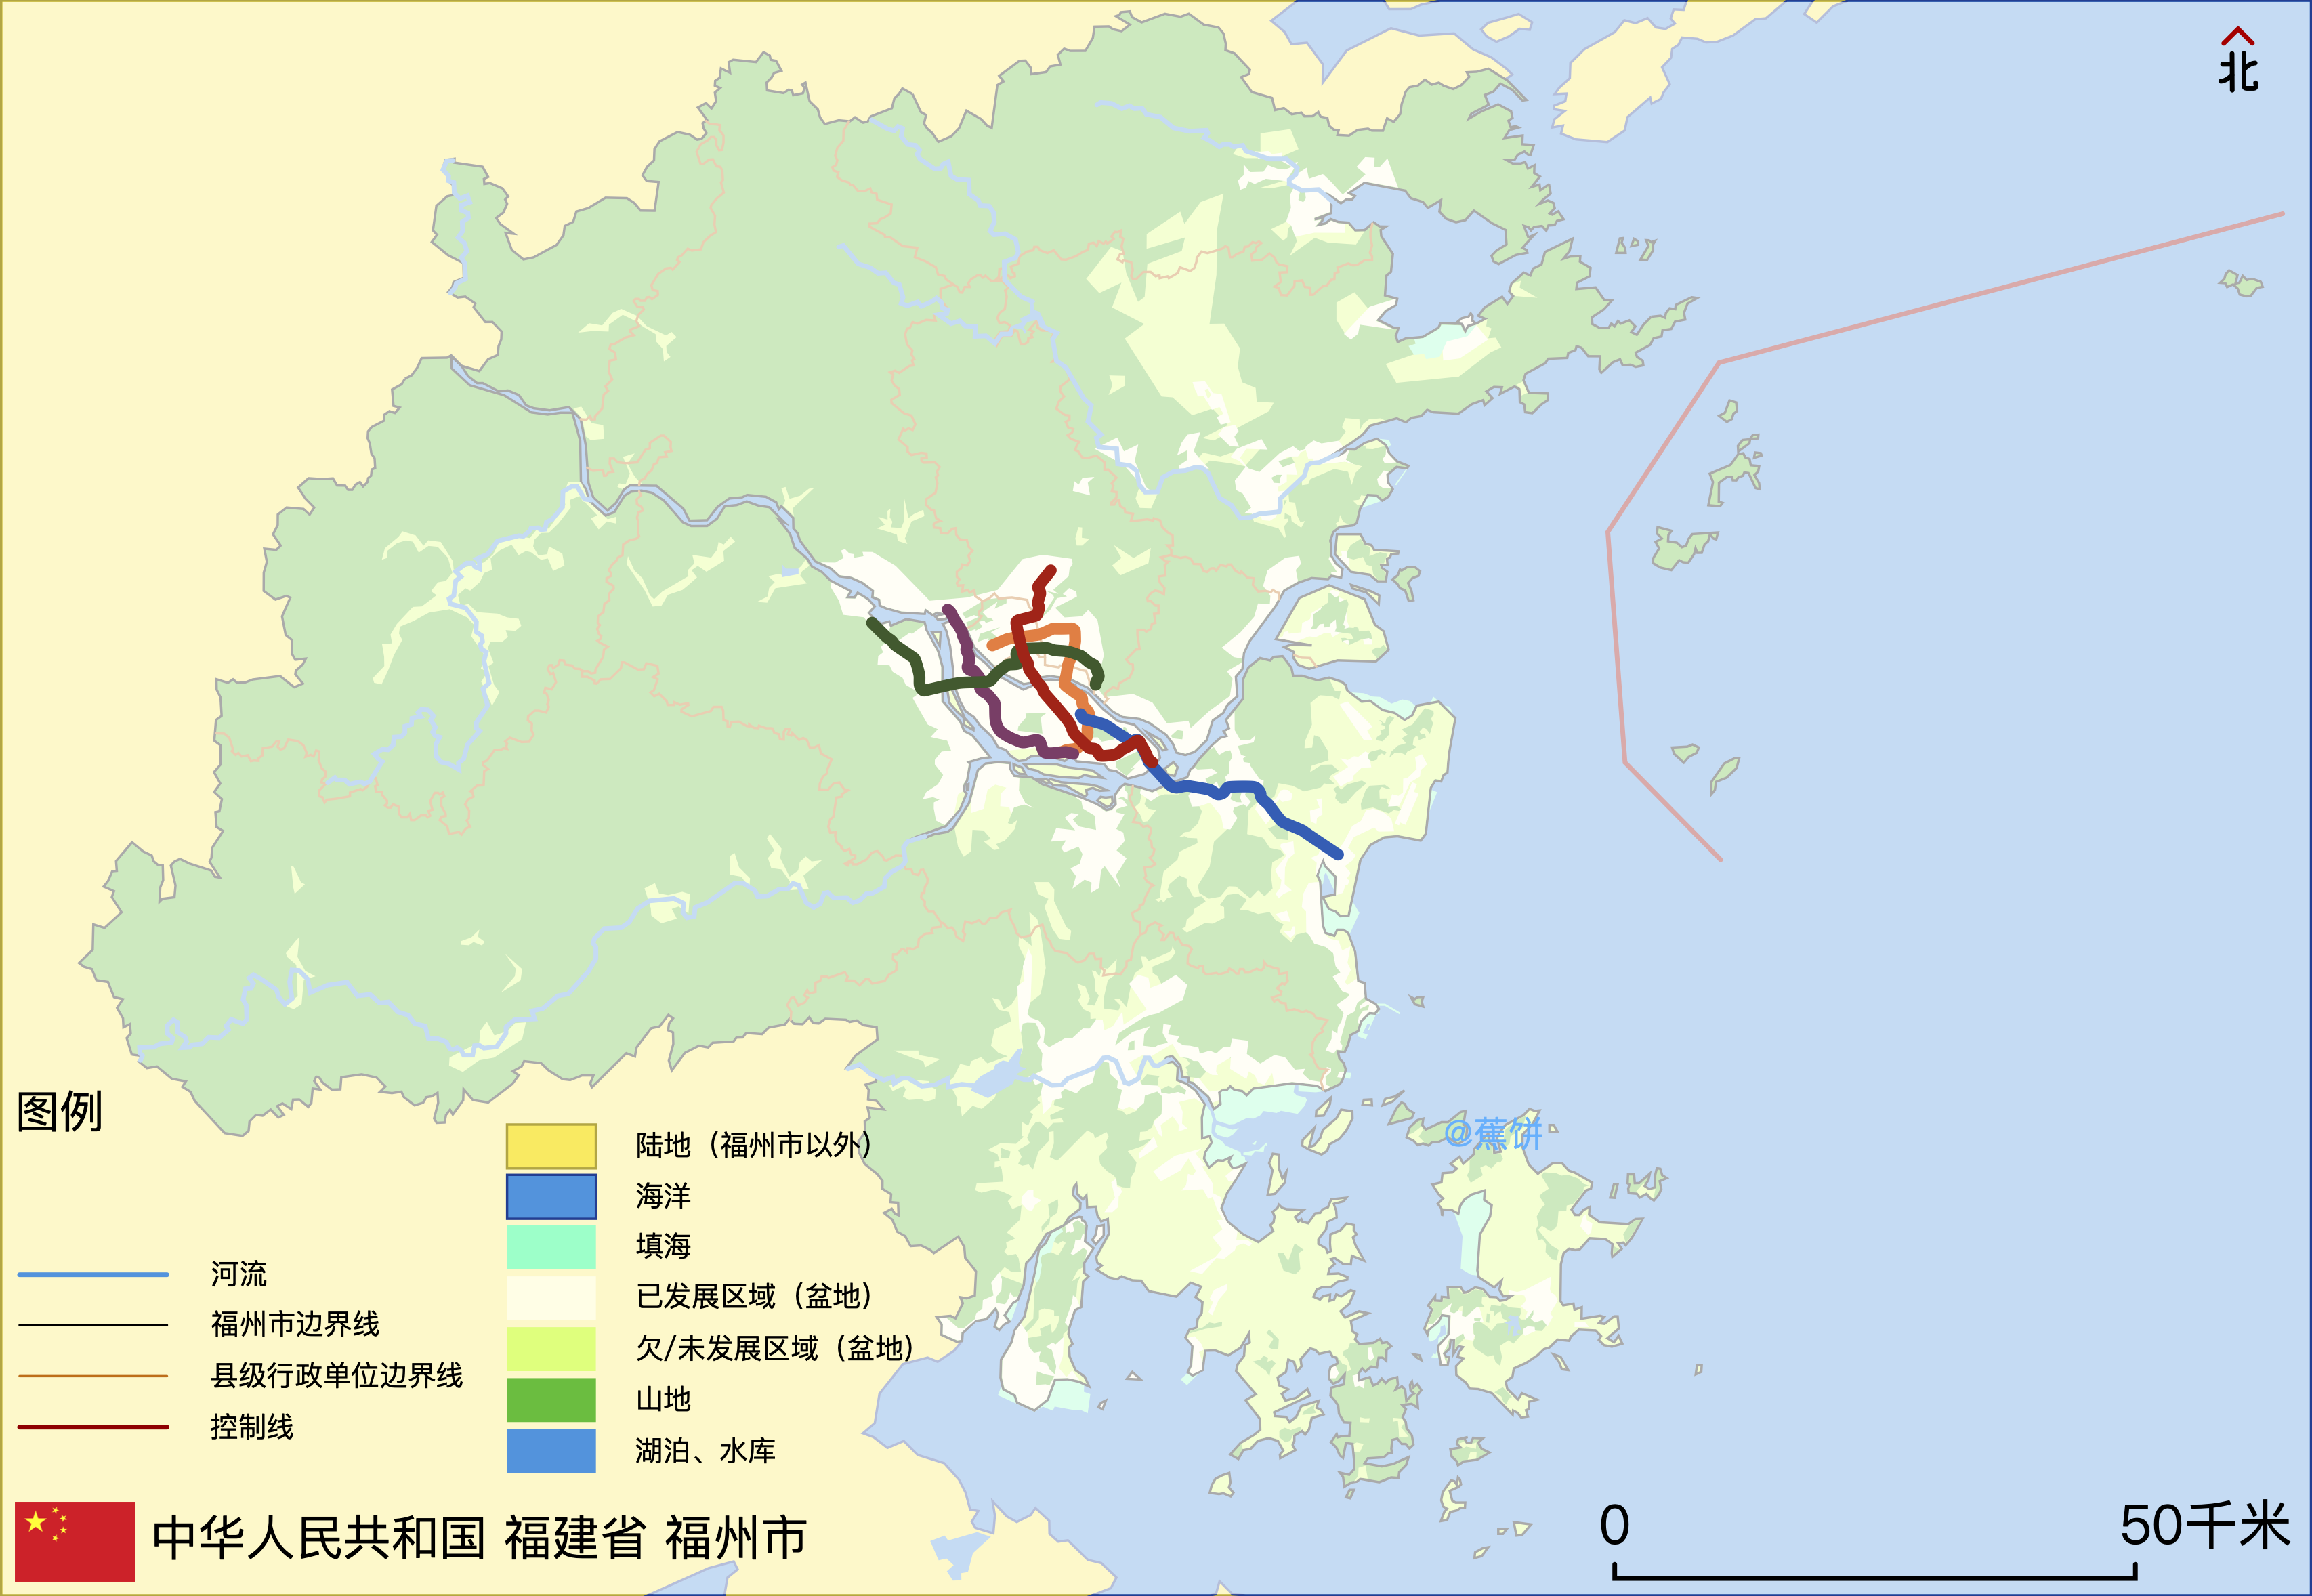 北
@蕉饼
图例
河流
福州市边界线
县级行政单位边界线
控制线
陆地（福州市以外）
海洋
填海
已发展区域（盆地）
欠/未发展区域（盆地）
山地
湖泊、水库
中华人民共和国 福建省 福州市
0 50千米